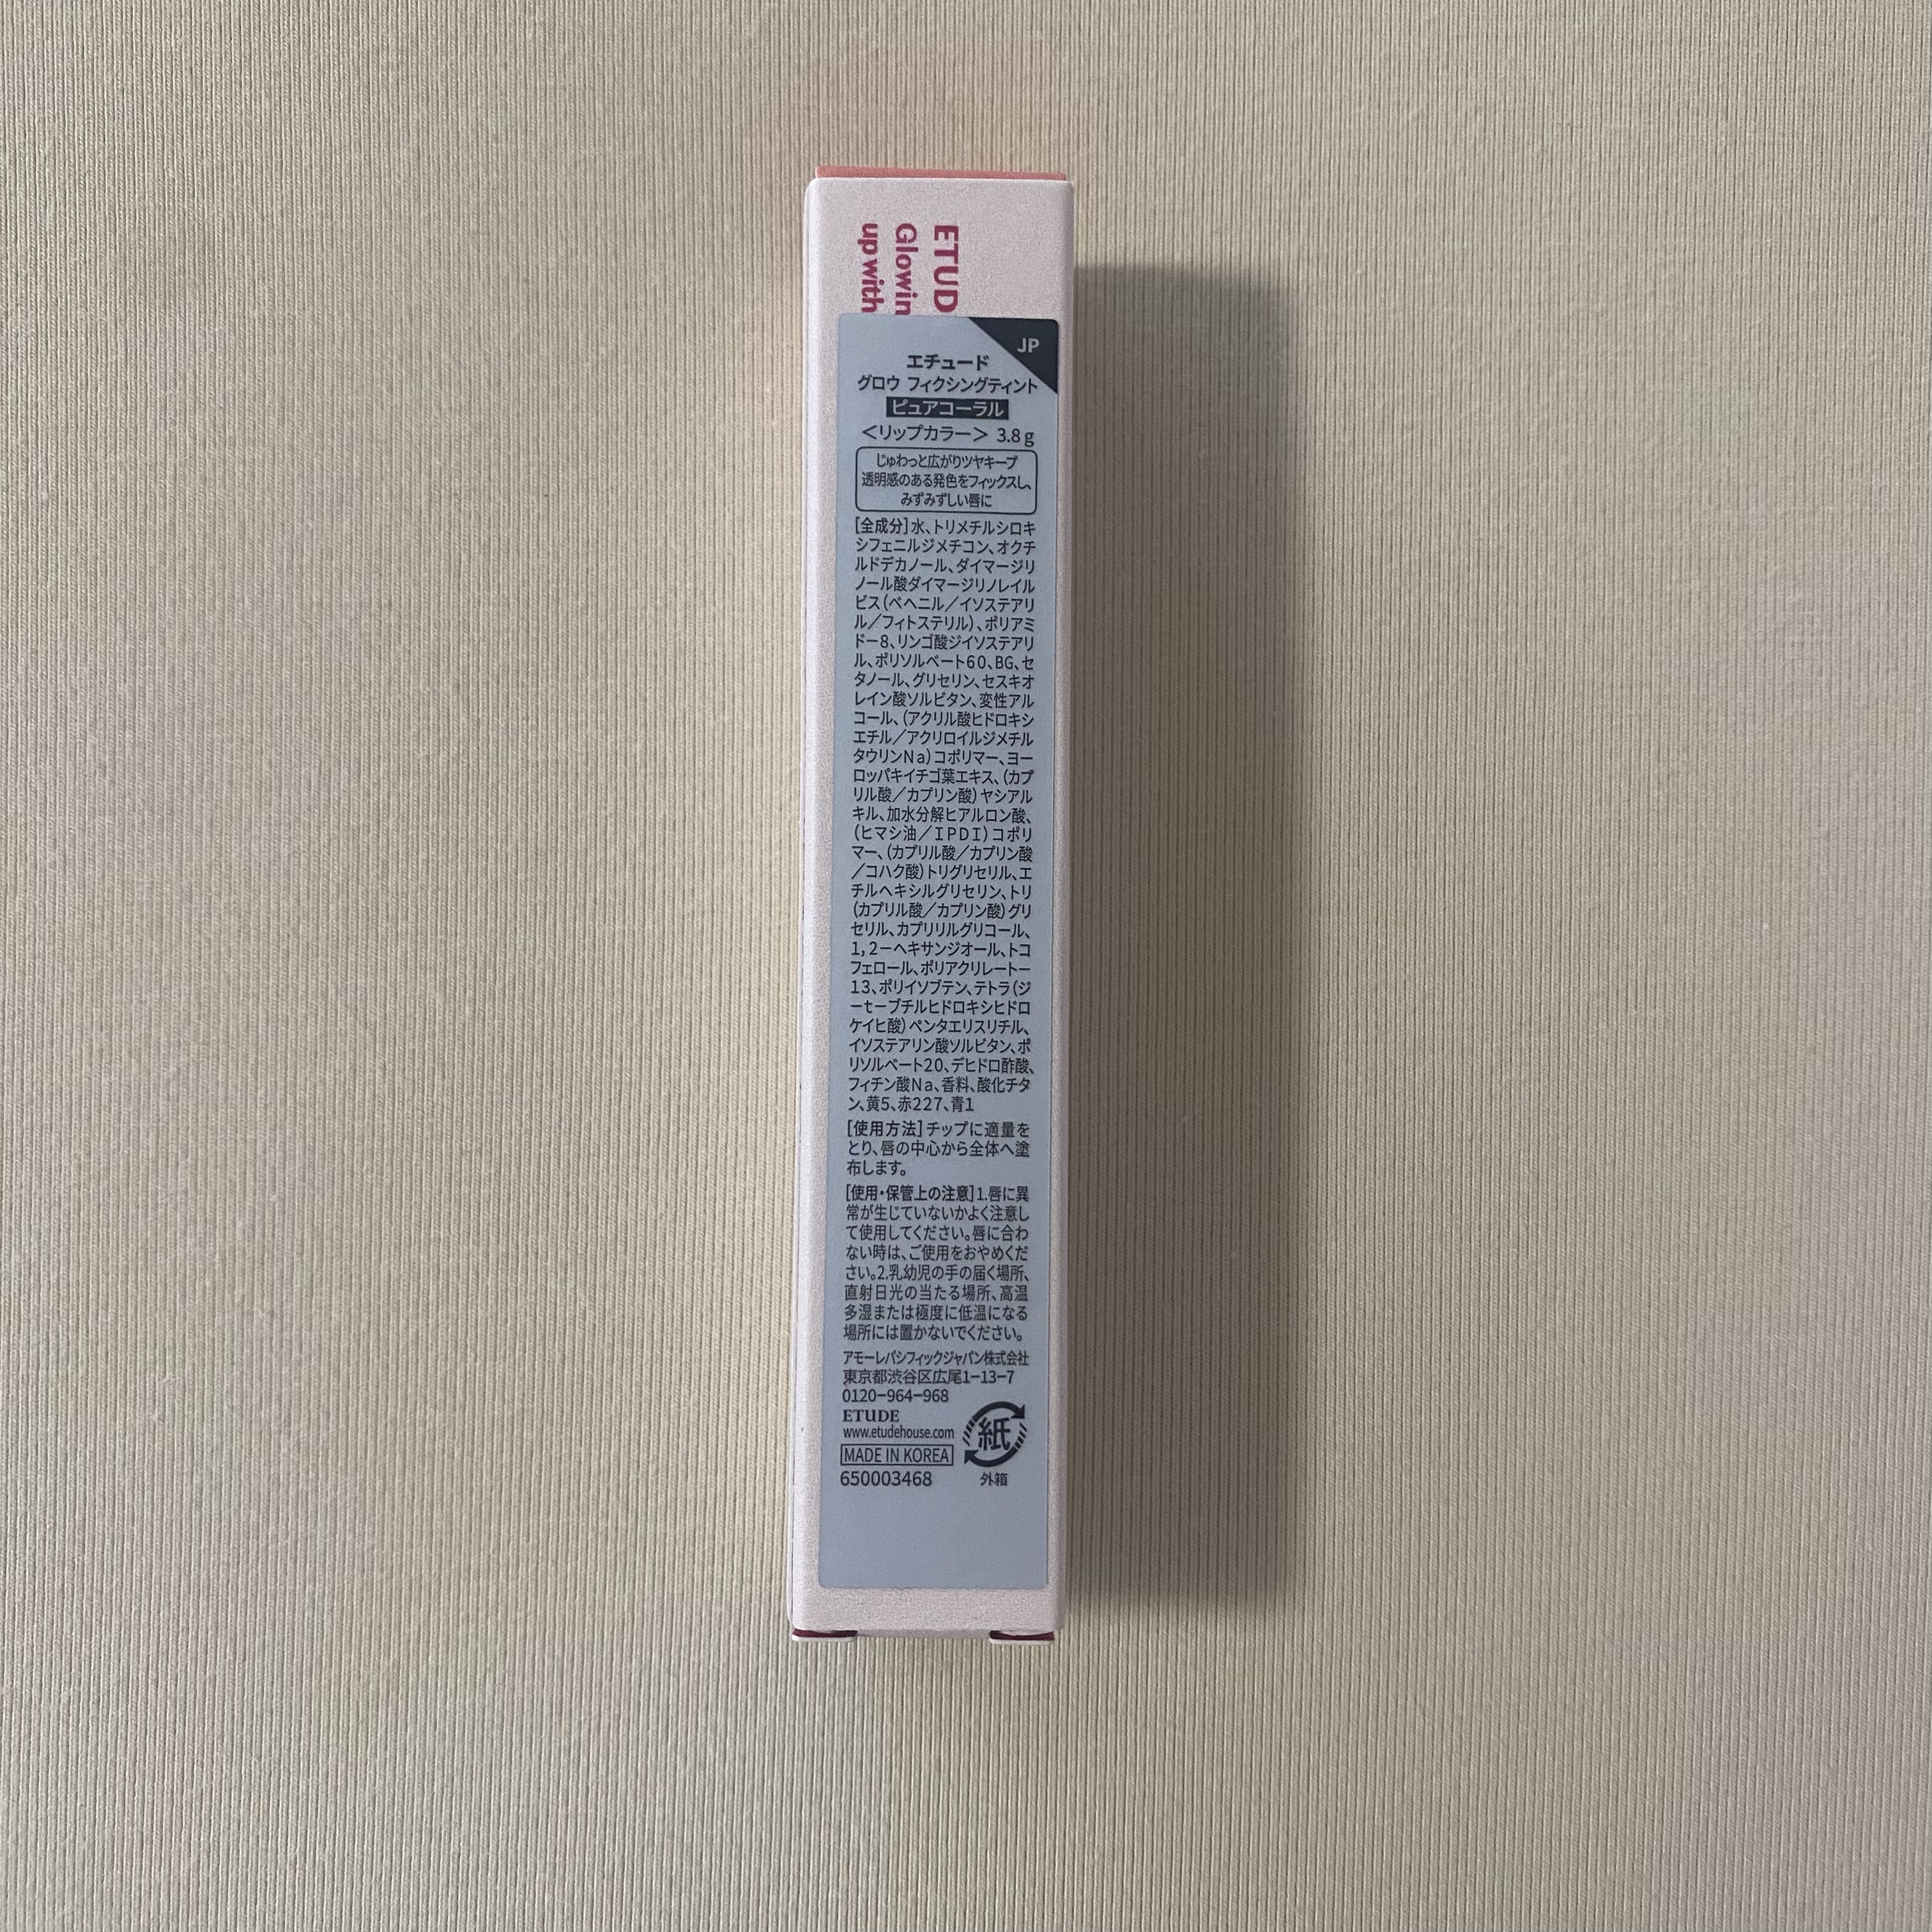 ETUD
Glowin
up with
JP
エチュード
グロウ フィクシングティント
ピュアコーラル
＜リップカラー＞ 3.8g
じゅわっと広がりツヤキープ
透明感のある発色をフィックスし、
みずみずしい唇に
[全成分]水、トリメチルシロキ
シフェニルジメチコン、オクチ
ルドデカノール、ダイマージリ
ノール酸ダイマージリノレイル
ビス(ベヘニル／イソステアリ
ル／フィトステリル)、ポリアミ
ドー8、リンゴ酸ジイソステアリ
ル、ポリソルベート60、BG、セ
タノール、グリセリン、セスキオ
レイン酸ソルビタン、変性アル
コール、(アクリル酸ヒドロキシ
エチル／アクリロイルジメチル
タウリンNa)コポリマー、ヨー
ロッパキイチゴ葉エキス、(カプ
リル酸／カプリン酸)ヤシアル
キル、加水分解ヒアルロン酸、
(ヒマシ油／IPDI)コポリ
マー、(カプリル酸／カプリン酸
／コハク酸)トリグリセリル、エ
チルヘキシルグリセリン、トリ
(カプリル酸／カプリン酸)グリ
セリル、カプリリルグリコール、
1,2ーヘキサンジオール、トコ
フェロール、ポリアクリレートー
13、ポリイソブテン、テトラ(ジ
ーtーブチルヒドロキシヒドロ
ケイヒ酸)ペンタエリスリチル、
イソステアリン酸ソルビタン、ポ
リソルベート20、デヒドロ酢酸、
フィチン酸Na、香料、酸化チタ
ン、黄5、赤227、青1
[使用方法]チップに適量を
とり、唇の中心から全体へ塗
布します。
[使用・保管上の注意]1.唇に異
常が生じていないかよく注意し
て使用してください。唇に合わ
ない時は、ご使用をおやめくだ
さい。2.乳幼児の手の届く場所、
直射日光の当たる場所、高温
多湿または極度に低温になる
場所には置かないでください。
アモーレパシフィックジャパン株式会社
東京都渋谷区広尾1-13-7
0120-964-968
ETUDE
www.etudehouse.com
MADE IN KOREA
650003468
紙
外箱